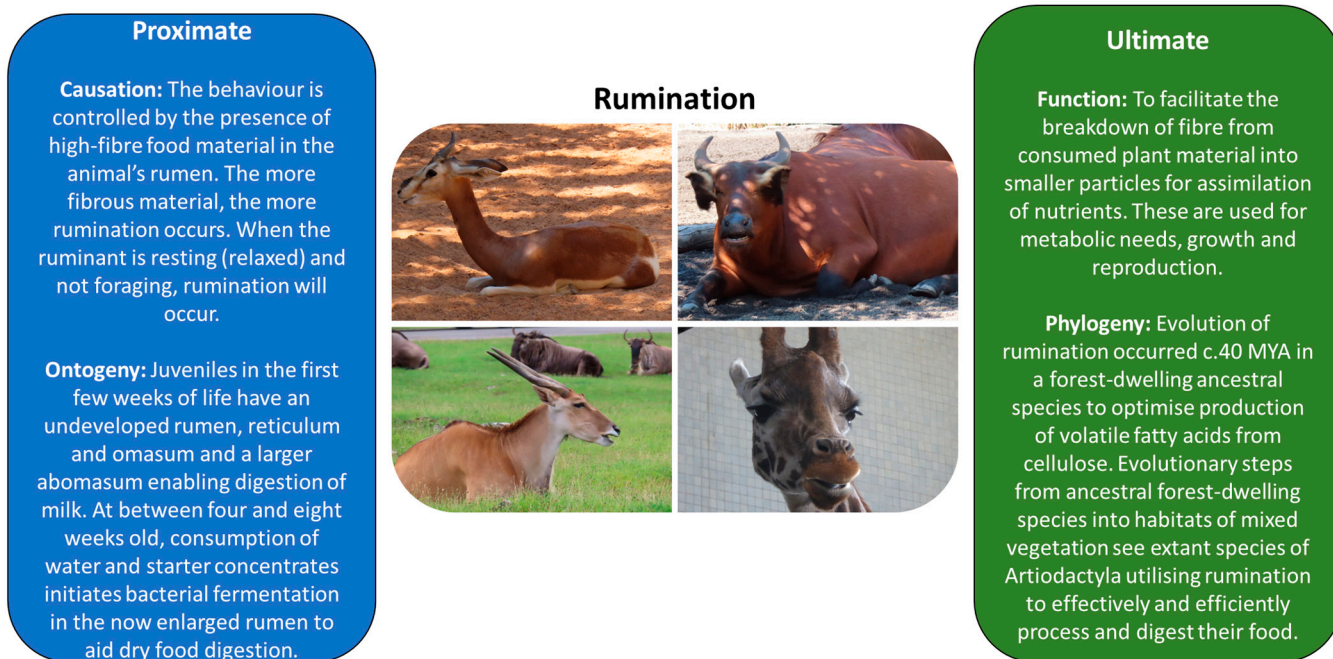 Proximate
Causation: The behaviour is
controlled by the presence of
high-fibre food material in the
animal's rumen. The more
fibrous material, the more
rumination occurs. When the
ruminant is resting (relaxed) and
not foraging, rumination will
occur.
Ontogeny: Juveniles in the first
few weeks of life have an
undeveloped rumen, reticulum
and omasum and a larger
abomasum enabling digestion of
milk. At between four and eight
weeks old, consumption of
water and starter concentrates
initiates bacterial fermentation
in the now enlarged rumen to
aid dry food digestion.
Rumination
Ultimate
Function: To facilitate the
breakdown of fibre from
consumed plant material into
smaller particles for assimilation
of nutrients. These are used for
metabolic needs, growth and
reproduction.
Phylogeny: Evolution of
rumination occurred c.40 MYA in
a forest-dwelling ancestral
species to optimise production
of volatile fatty acids from
cellulose. Evolutionary steps
from ancestral forest-dwelling
species into habitats of mixed
vegetation see extant species of
Artiodactyla utilising rumination
to effectively and efficiently
process and digest their food.